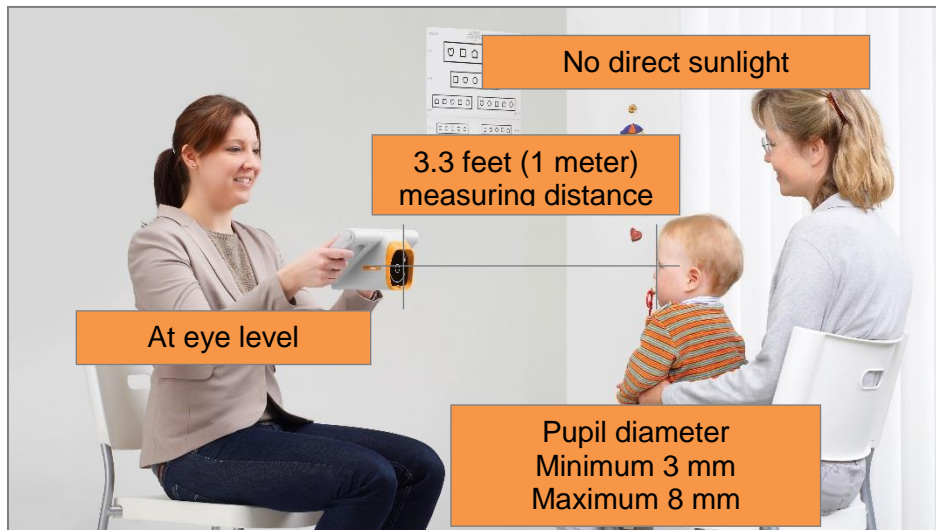 No direct sunlight
3.3 feet (1 meter)
measuring distance
At eye level
Pupil diameter
Minimum 3 mm
Maximum 8 mm